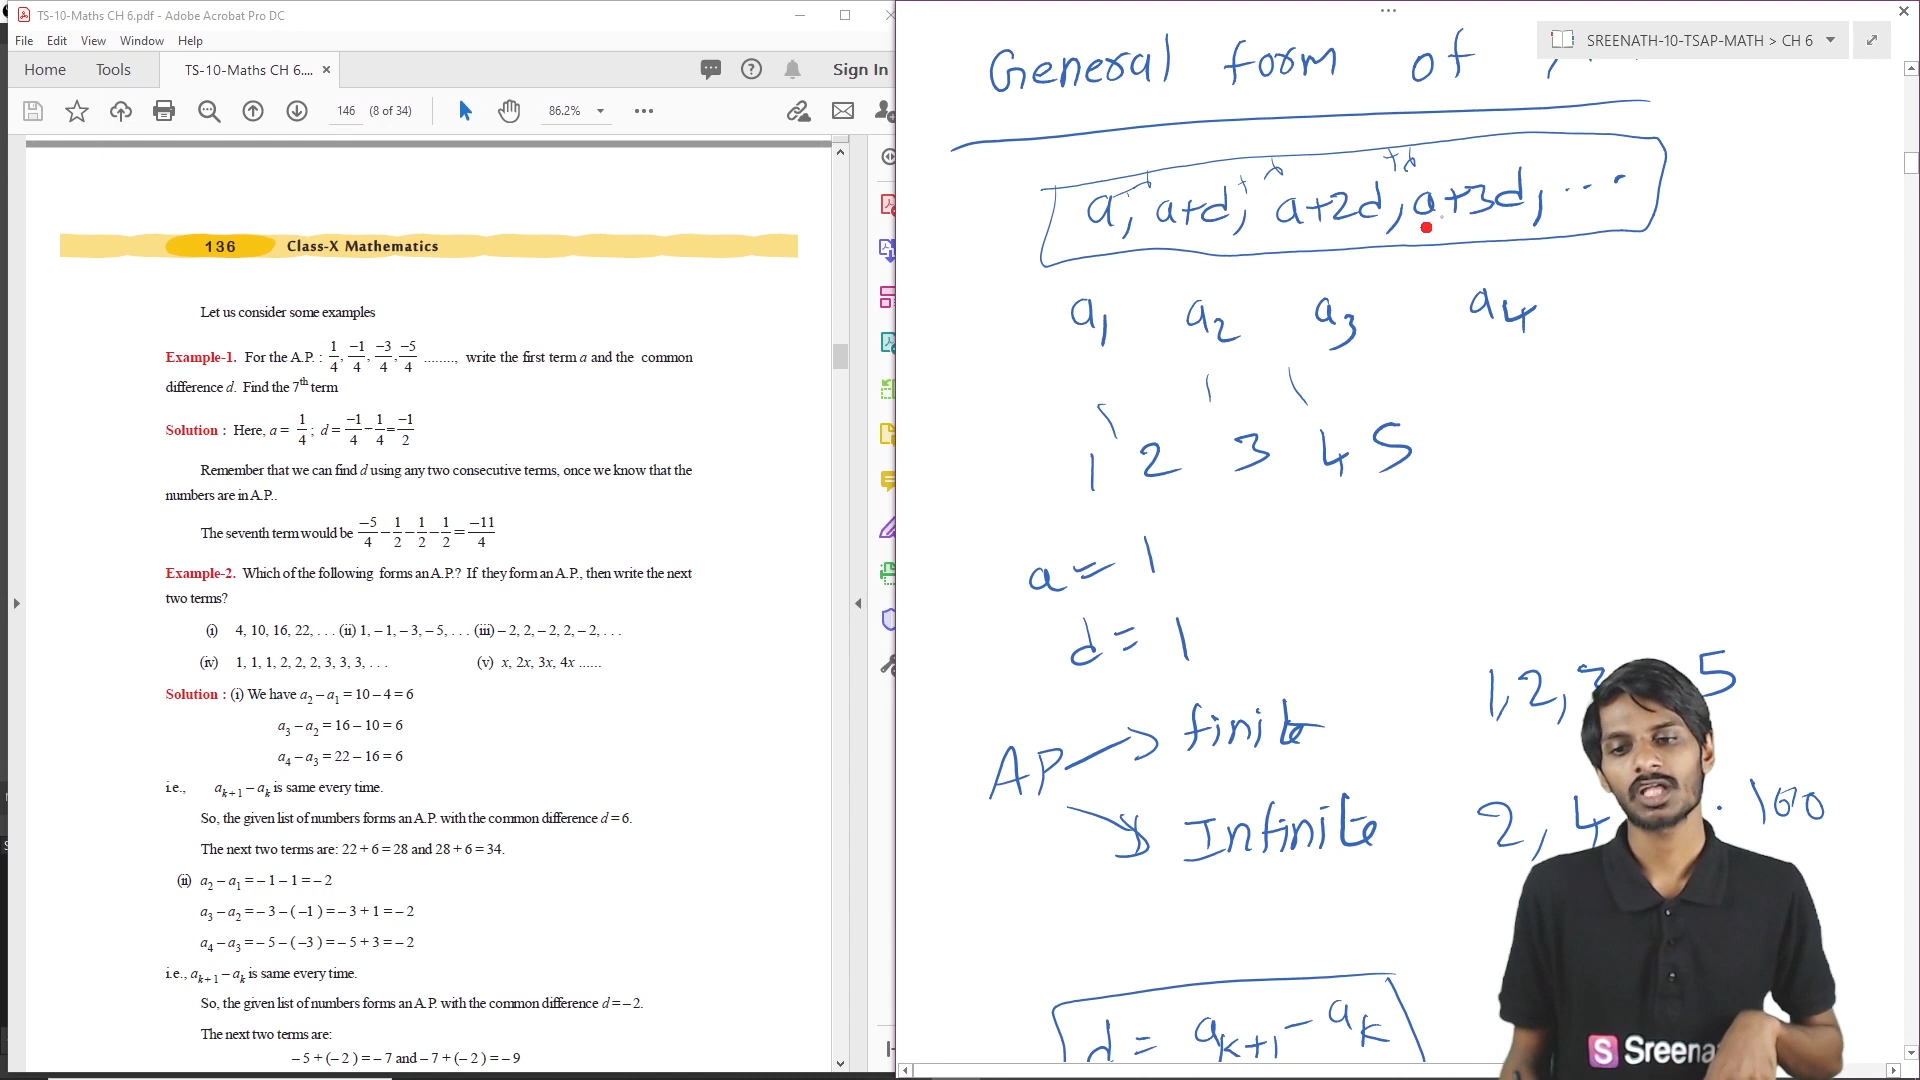 TS-10-Maths CH 6.pdf - Adobe Acrobat Pro DC
File Edit View Window Help
Home Tools TS-10-Maths CH 6.... × Sign In
146 (8 of 34) 86.2%
136 Class-X Mathematics
Let us consider some examples
Example-1. For the A.P. : 1/4, −1/4, −3/4, −5/4 ........, write the first term a and the common
difference d. Find the 7th term
Solution : Here, a = 1/4; d = −1/4 − 1/4 = −1/2
Remember that we can find d using any two consecutive terms, once we know that the
numbers are in A.P..
The seventh term would be −5/4 − 1/2 − 1/2 − 1/2 = −11/4
Example-2. Which of the following forms an A.P.? If they form an A.P., then write the next
two terms?
(i) 4, 10, 16, 22, . . . (ii) 1, – 1, – 3, – 5, . . . (iii) – 2, 2, – 2, 2, – 2, . . .
(iv) 1, 1, 1, 2, 2, 2, 3, 3, 3, . . . (v) x, 2x, 3x, 4x ......
Solution : (i) We have a2 – a1 = 10 – 4 = 6
a3 – a2 = 16 – 10 = 6
a4 – a3 = 22 – 16 = 6
i.e., ak+1 – ak is same every time.
So, the given list of numbers forms an A.P. with the common difference d = 6.
The next two terms are: 22 + 6 = 28 and 28 + 6 = 34.
(ii) a2 – a1 = – 1 – 1 = – 2
a3 – a2 = – 3 – ( –1 ) = – 3 + 1 = – 2
a4 – a3 = – 5 – ( –3 ) = – 5 + 3 = – 2
i.e., ak+1 – ak is same every time.
So, the given list of numbers forms an A.P. with the common difference d = – 2.
The next two terms are:
– 5 + (– 2 ) = – 7 and – 7 + (– 2 ) = – 9
SREENATH-10-TSAP-MATH > CH 6
General form of
a, a+d, a+2d, a+3d, ...
a1 a2 a3 a4
1 2 3 4 5
a = 1
d = 1
1, 2, 3 5
AP → finite
Infinite 2, 4 . 100
d = ak+1 − ak
S Sreena